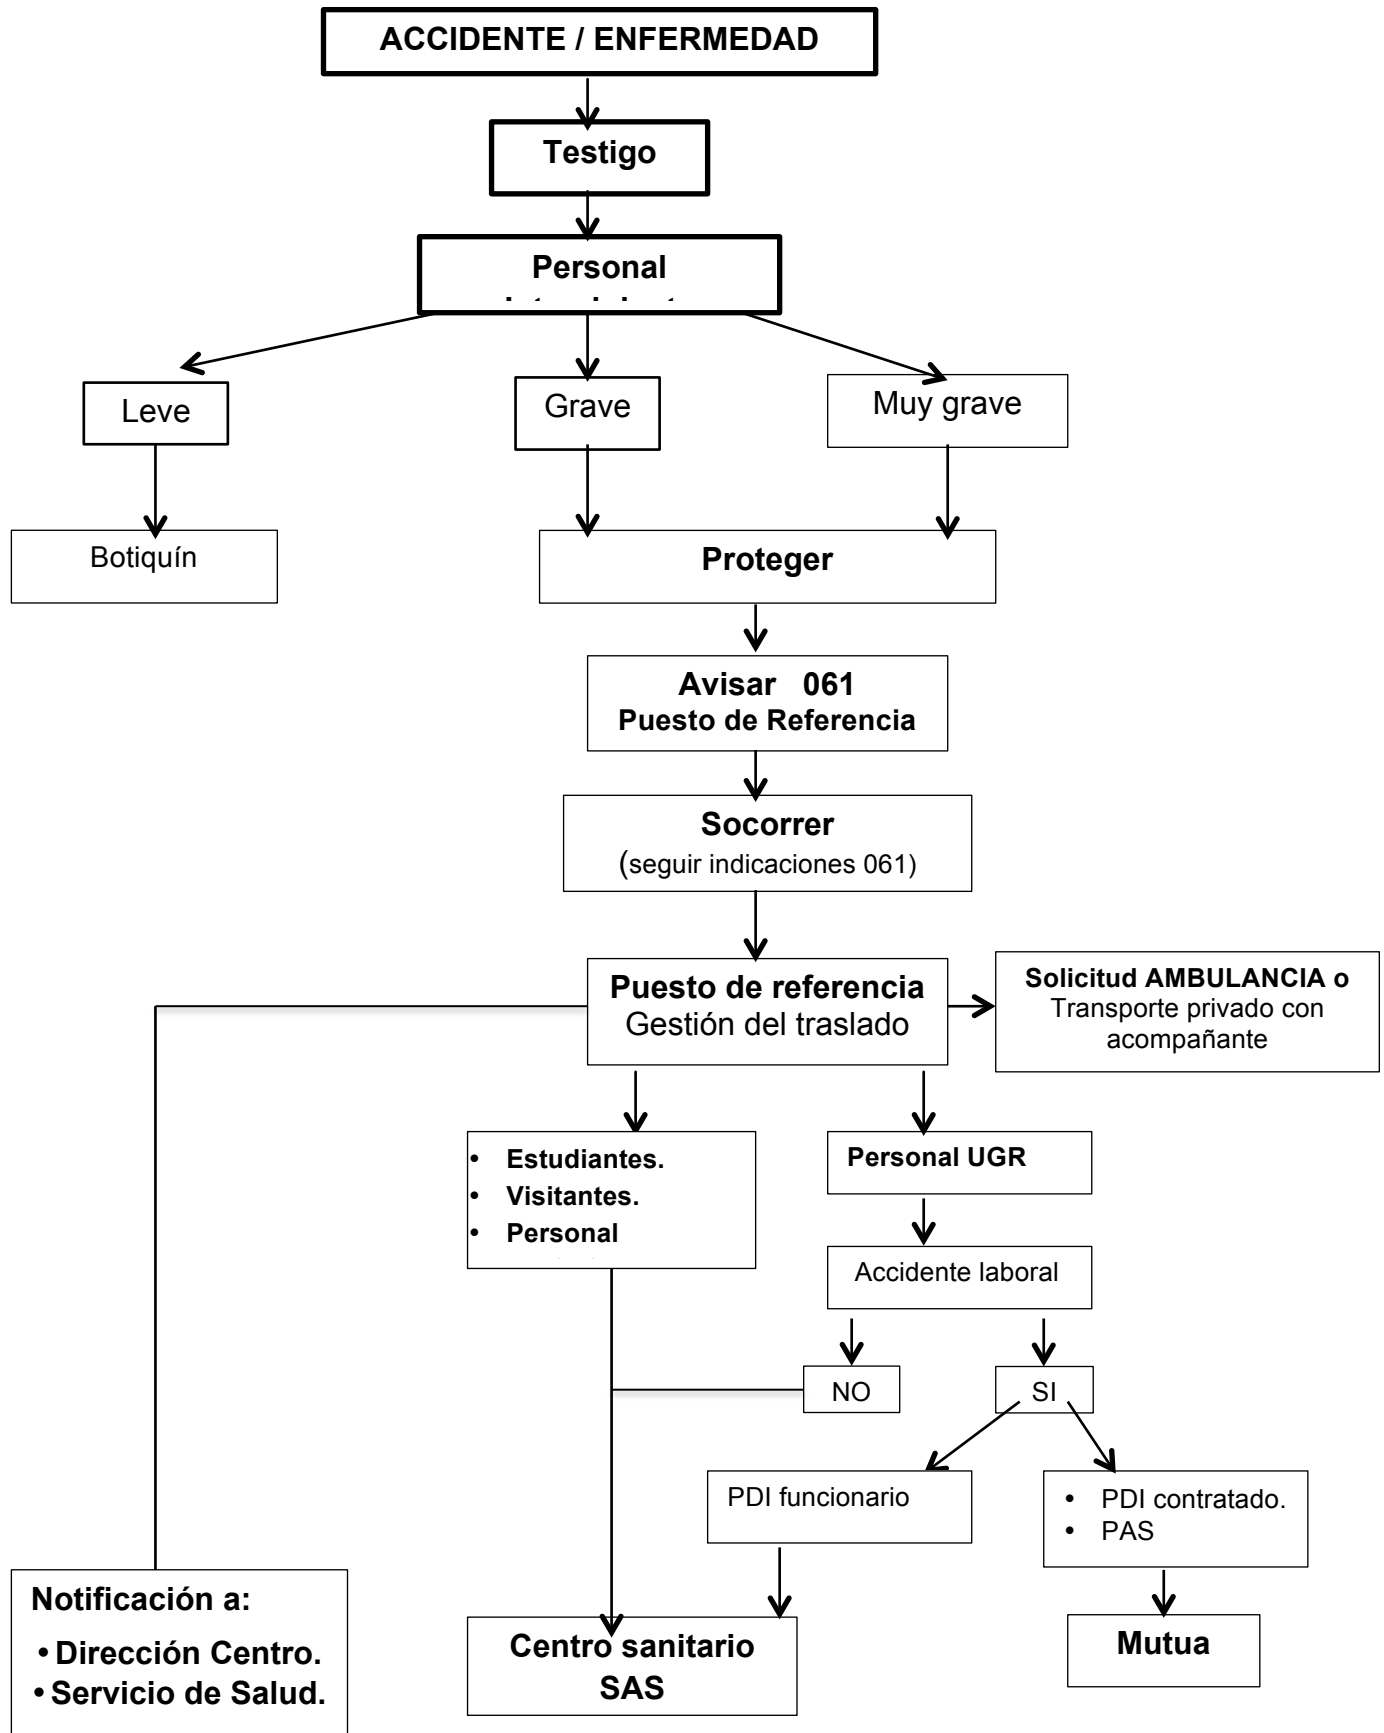 ACCIDENTE / ENFERMEDAD
Testigo
Personal
Leve
Grave
Muy grave
Botiquín
Proteger
Avisar 061
Puesto de Referencia
Socorrer
(seguir indicaciones 061)
Puesto de referencia
Gestión del traslado
Solicitud AMBULANCIA o
Transporte privado con
acompañante
• Estudiantes.
• Visitantes.
• Personal
Personal UGR
Accidente laboral
NO
SI
PDI funcionario
• PDI contratado.
• PAS
Notificación a:
• Dirección Centro.
• Servicio de Salud.
Centro sanitario
SAS
Mutua